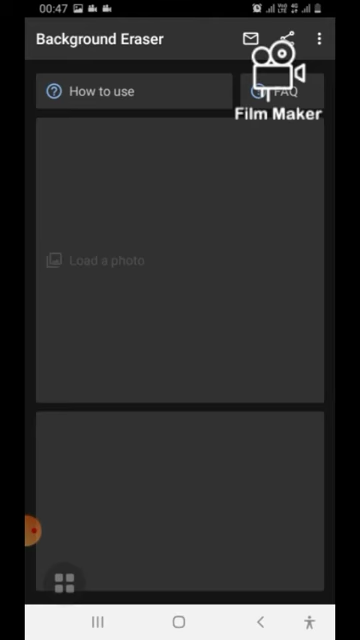 00:47
Background Eraser
How to use
FAQ
Film Maker
Load a photo